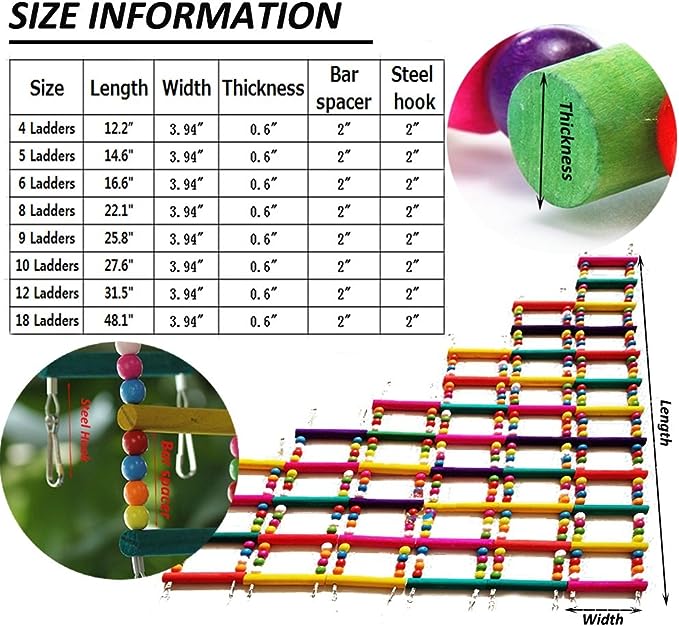 SIZE INFORMATION
Size Length Width Thickness Bar spacer Steel hook
4 Ladders 12.2" 3.94" 0.6" 2" 2"
5 Ladders 14.6" 3.94" 0.6" 2" 2"
6 Ladders 16.6" 3.94" 0.6" 2" 2"
8 Ladders 22.1" 3.94" 0.6" 2" 2"
9 Ladders 25.8" 3.94" 0.6" 2" 2"
10 Ladders 27.6" 3.94" 0.6" 2" 2"
12 Ladders 31.5" 3.94" 0.6" 2" 2"
18 Ladders 48.1" 3.94" 0.6" 2" 2"
Thickness
Steel Hook
Bar spacer
Length
Width